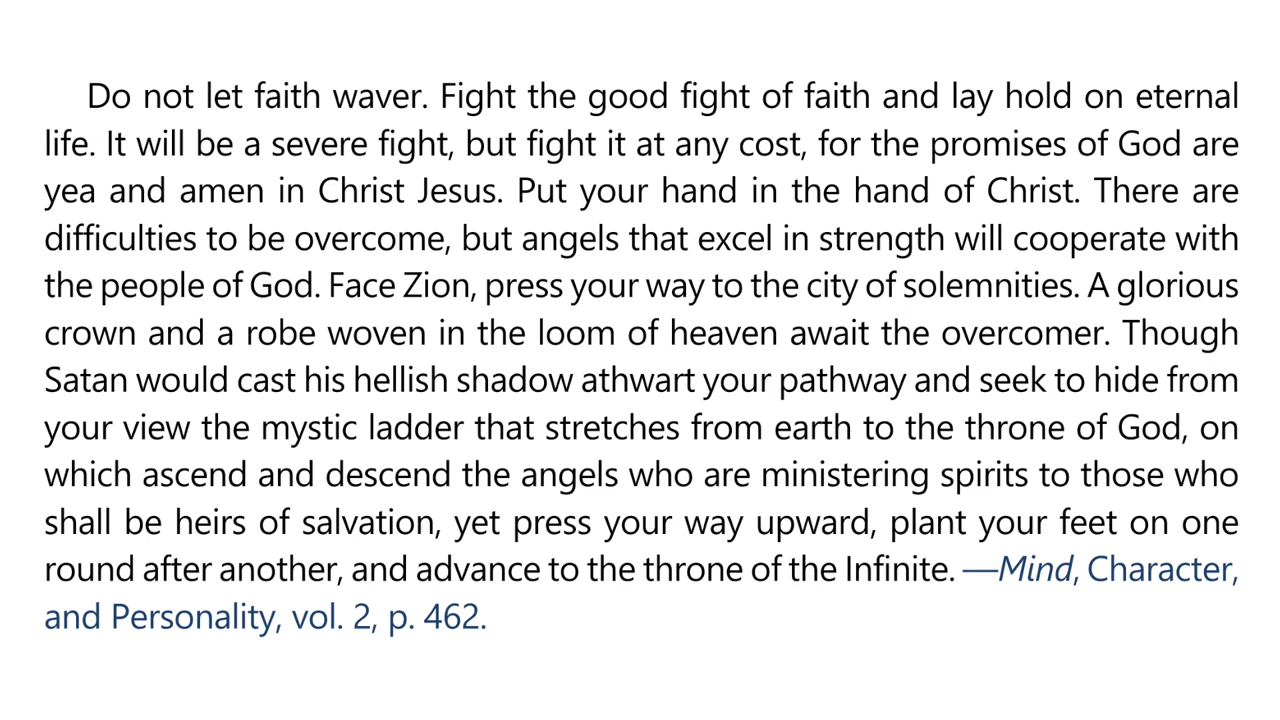 Do not let faith waver. Fight the good fight of faith and lay hold on eternal
life. It will be a severe fight, but fight it at any cost, for the promises of God are
yea and amen in Christ Jesus. Put your hand in the hand of Christ. There are
difficulties to be overcome, but angels that excel in strength will cooperate with
the people of God. Face Zion, press your way to the city of solemnities. A glorious
crown and a robe woven in the loom of heaven await the overcomer. Though
Satan would cast his hellish shadow athwart your pathway and seek to hide from
your view the mystic ladder that stretches from earth to the throne of God, on
which ascend and descend the angels who are ministering spirits to those who
shall be heirs of salvation, yet press your way upward, plant your feet on one
round after another, and advance to the throne of the Infinite. —Mind, Character,
and Personality, vol. 2, p. 462.